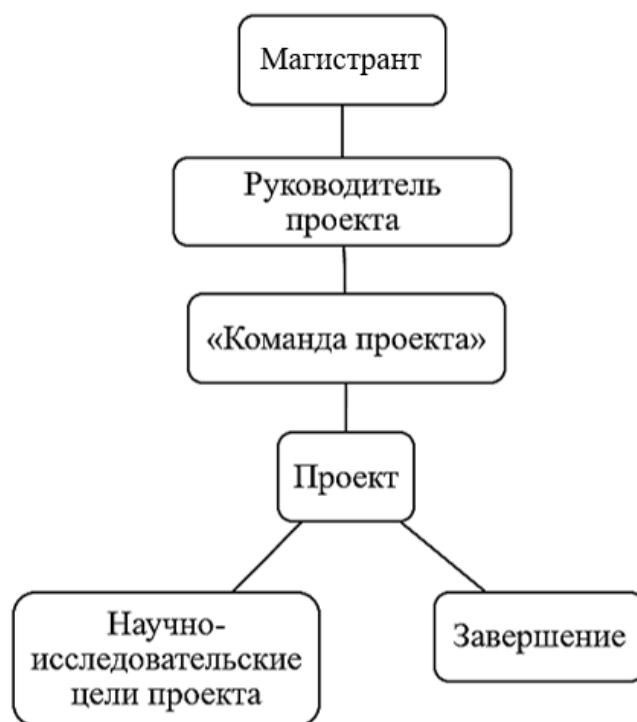 Магистрант
Руководитель
проекта
«Команда проекта»
Проект
Научно-
исследовательские
цели проекта
Завершение